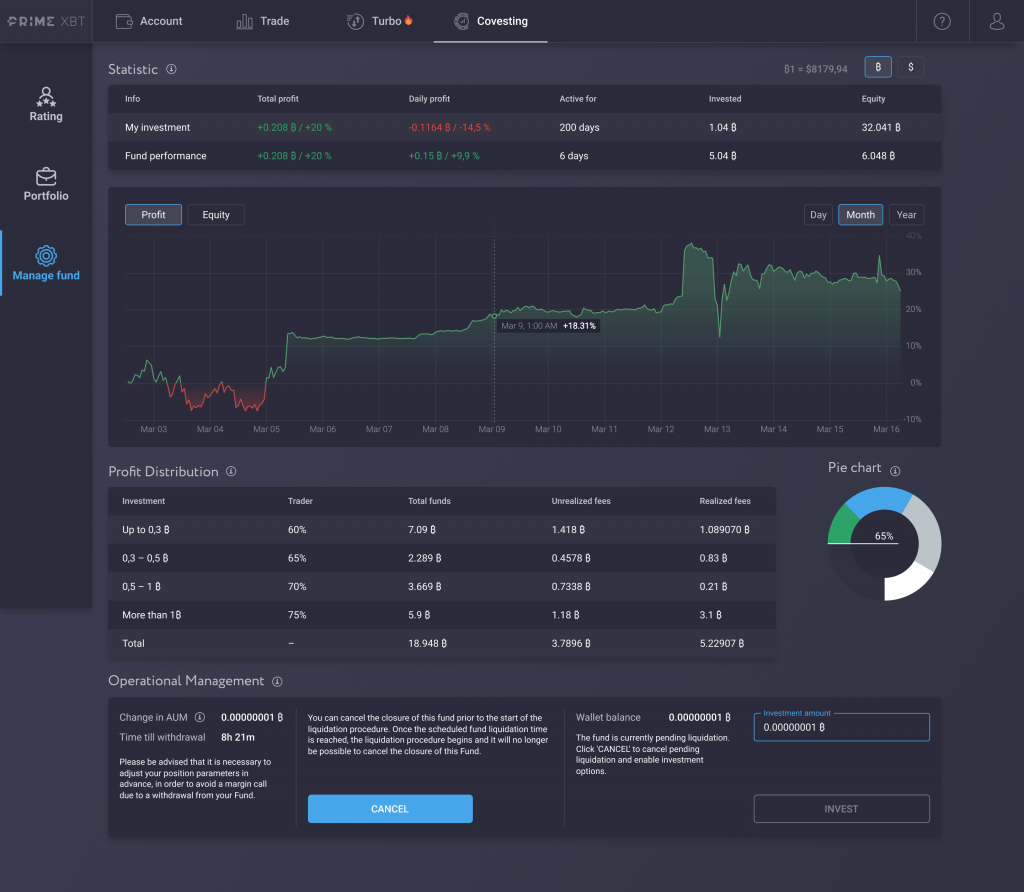 PRIME XBT
Account
Trade
Turbo
Covesting
?
Rating
Portfolio
Manage fund
Statistic
₿1 = $8179,94
₿
$
Info Total profit Daily profit Active for Invested Equity
My investment +0.208 ₿ / +20 % -0.1164 ₿ / -14,5 % 200 days 1.04 ₿ 32.041 ₿
Fund performance +0.208 ₿ / +20 % +0.15 ₿ / +9,9 % 6 days 5.04 ₿ 6.048 ₿
Profit Equity Day Month Year
40%
30%
20%
Mar 9, 1:00 AM +18.31%
10%
0%
-10%
Mar 03 Mar 04 Mar 05 Mar 06 Mar 07 Mar 08 Mar 09 Mar 10 Mar 11 Mar 12 Mar 13 Mar 14 Mar 15 Mar 16
Profit Distribution
Investment Trader Total funds Unrealized fees Realized fees
Up to 0,3 ₿ 60% 7.09 ₿ 1.418 ₿ 1.089070 ₿
0,3 – 0,5 ₿ 65% 2.289 ₿ 0.4578 ₿ 0.83 ₿
0,5 – 1 ₿ 70% 3.669 ₿ 0.7338 ₿ 0.21 ₿
More than 1₿ 75% 5.9 ₿ 1.18 ₿ 3.1 ₿
Total – 18.948 ₿ 3.7896 ₿ 5.22907 ₿
Pie chart
65%
Operational Management
Change in AUM 0.00000001 ₿
Time till withdrawal 8h 21m
Please be advised that it is necessary to
adjust your position parameters in
advance, in order to avoid a margin call
due to a withdrawal from your Fund.
You can cancel the closure of this fund prior to the start of the
liquidation procedure. Once the scheduled fund liquidation time
is reached, the liquidation procedure begins and it will no longer
be possible to cancel the closure of this Fund.
CANCEL
Wallet balance 0.00000001 ₿
The fund is currently pending liquidation.
Click 'CANCEL' to cancel pending
liquidation and enable investment
options.
Investment amount
0.00000001 ₿
INVEST